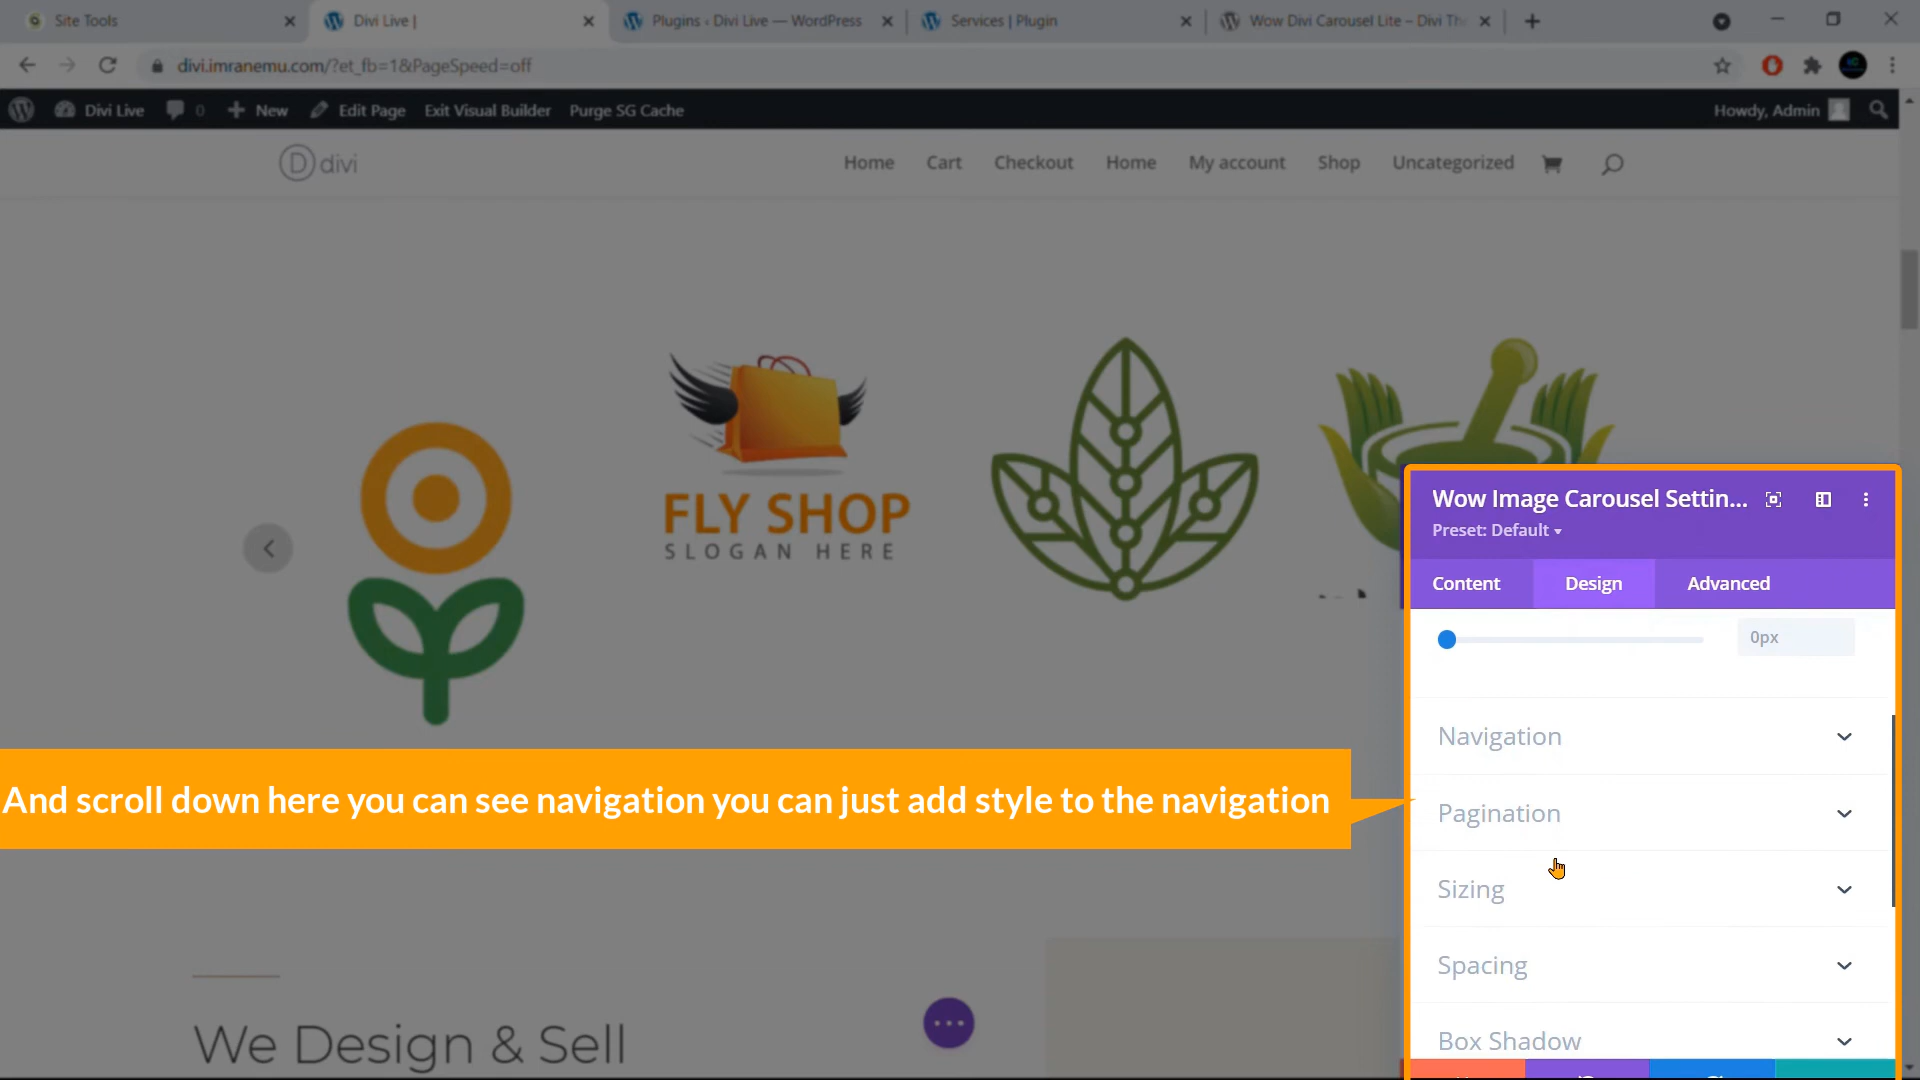 Site Tools
Divi Live |
Plugins ‹ Divi Live — WordPress
Services | Plugin
Wow Divi Carousel Lite – Divi Th
divi.imranemu.com/?et_fb=1&PageSpeed=off
Divi Live
0
New
Edit Page
Exit Visual Builder
Purge SG Cache
Howdy, Admin
divi
Home
Cart
Checkout
Home
My account
Shop
Uncategorized
FLY SHOP
SLOGAN HERE
Wow Image Carousel Settin...
Preset: Default
Content
Design
Advanced
0px
Navigation
Pagination
Sizing
Spacing
Box Shadow
And scroll down here you can see navigation you can just add style to the navigation
We Design & Sell